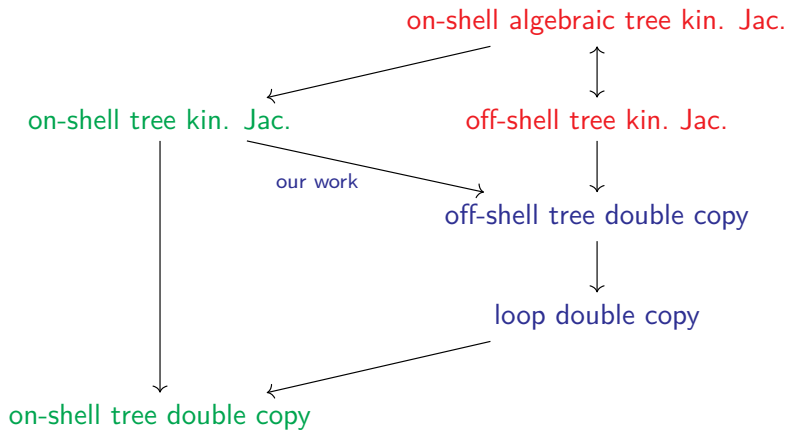 on-shell algebraic tree kin. Jac.
on-shell tree kin. Jac.
off-shell tree kin. Jac.
our work
off-shell tree double copy
loop double copy
on-shell tree double copy